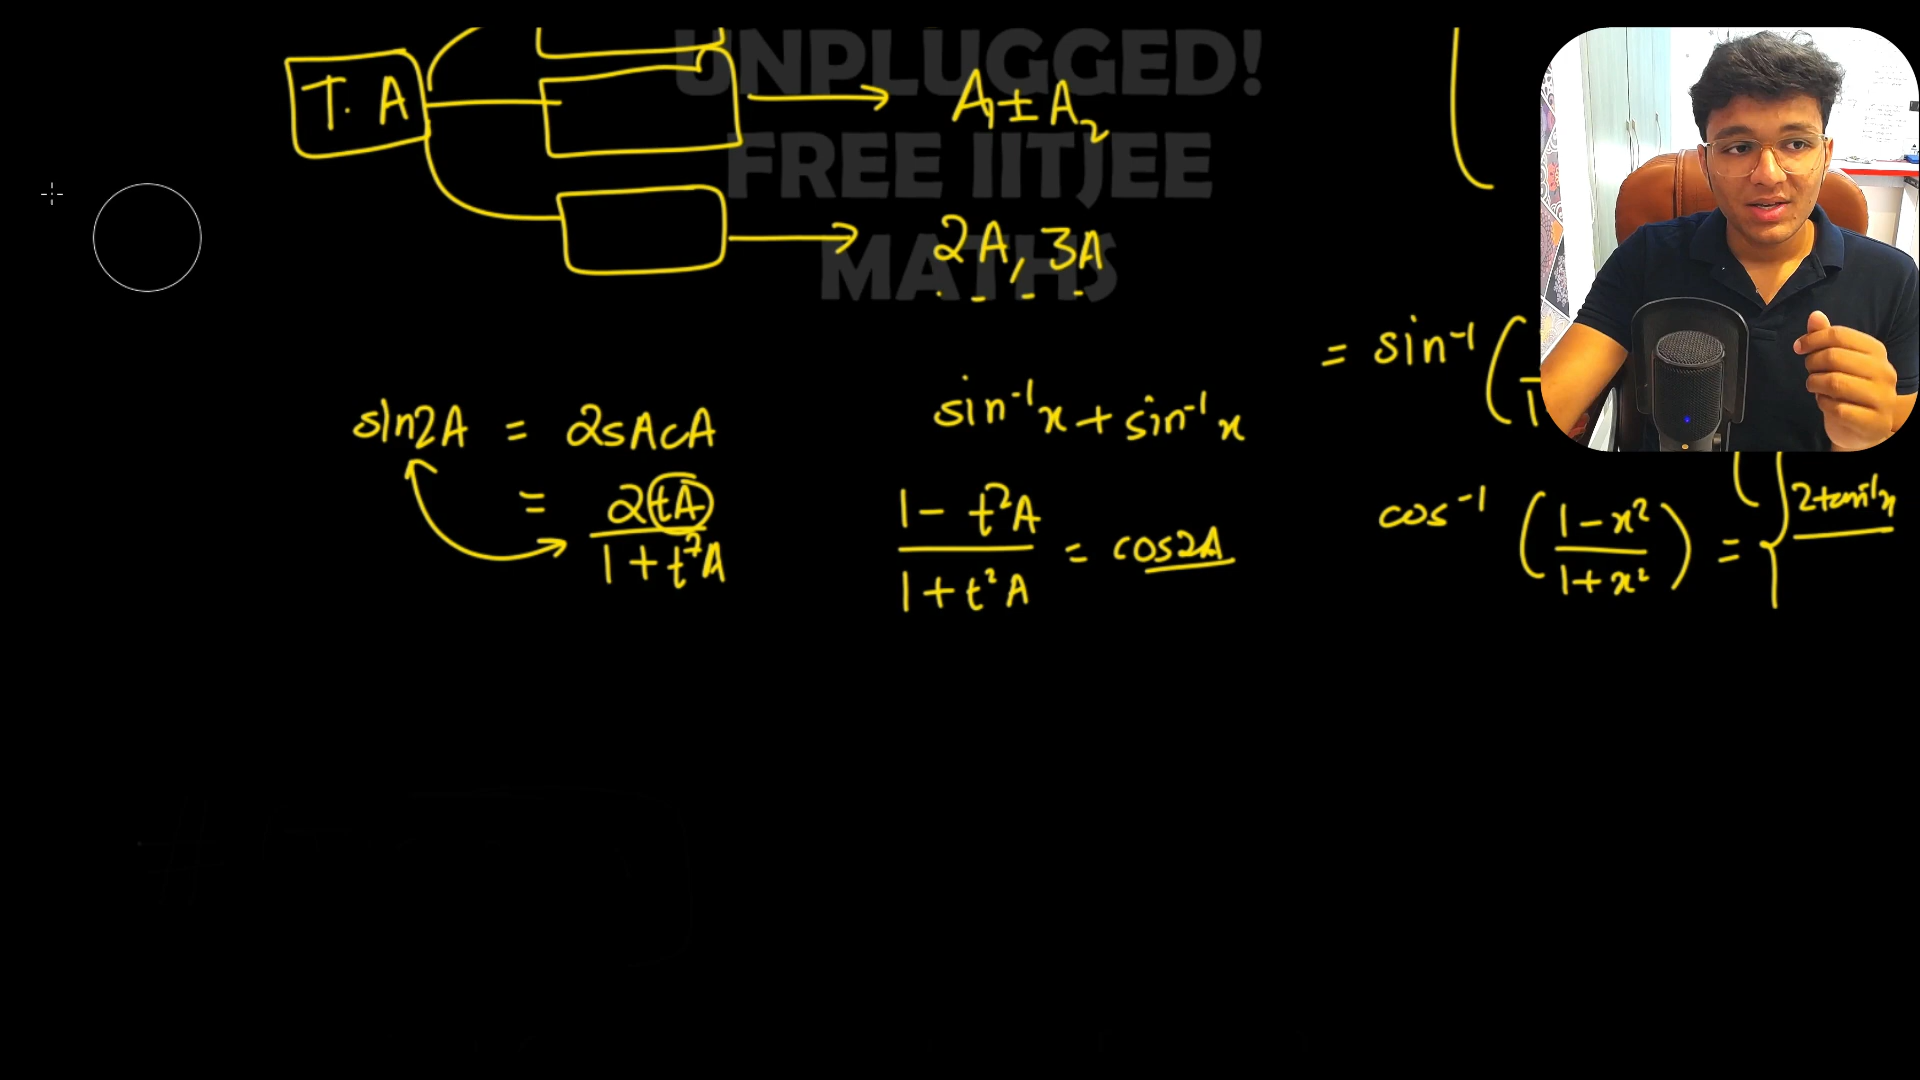 UNPLUGGED!
FREE IITJEE
MATHS
T. A
A₁ ± A₂
2A, 3A
sin2A = 2sAcA
= 2tA / 1 + t²A
sin⁻¹x + sin⁻¹x
1 - t²A / 1 + t²A = cos2A
= sin⁻¹ (
cos⁻¹ (1 - x² / 1 + x²) = { 2tan⁻¹x